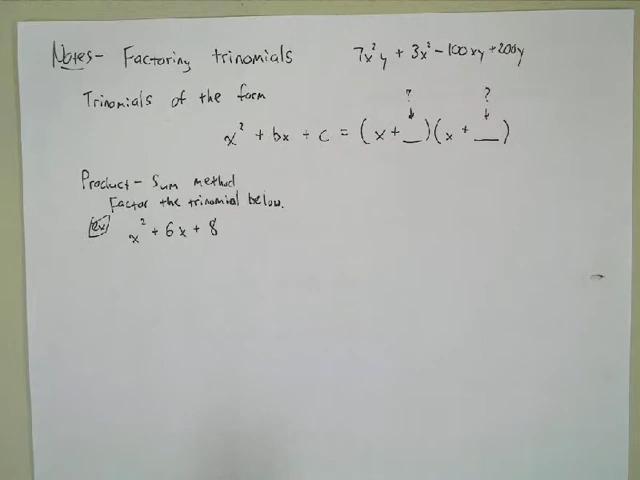 Notes - Factoring trinomials 7x²y + 3x² - 100xy + 200y
Trinomials of the form
? ?
x² + bx + c = (x + __)(x + __)
Product - Sum method
Factor the trinomial below.
ex x² + 6x + 8